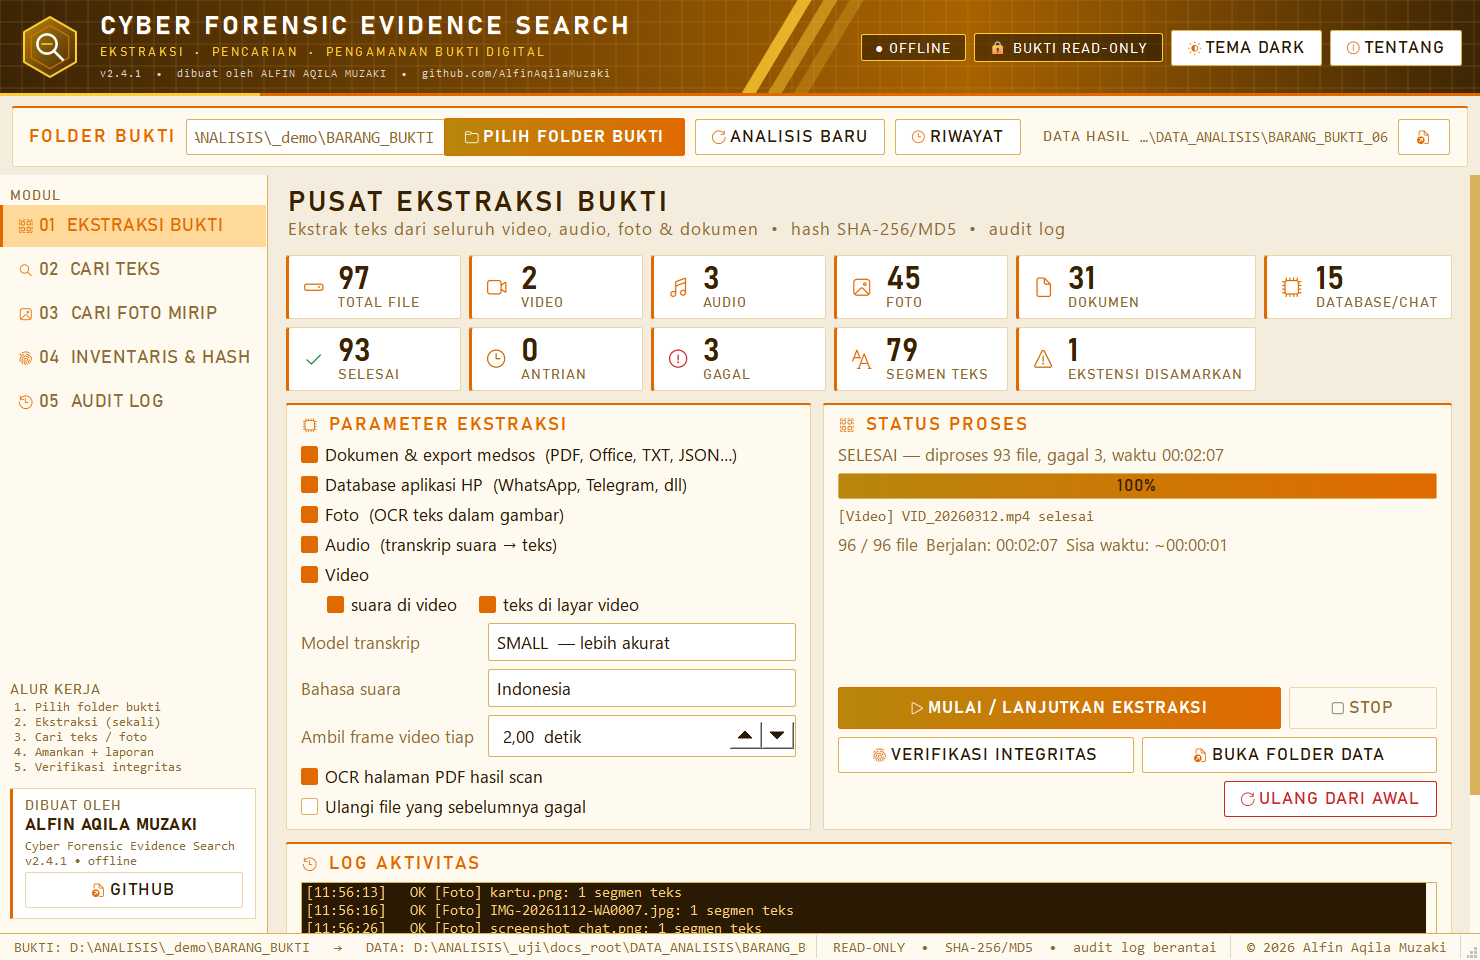 CYBER FORENSIC EVIDENCE SEARCH
EKSTRAKSI · PENCARIAN · PENGAMANAN BUKTI DIGITAL
v2.4.1 • dibuat oleh ALFIN AQILA MUZAKI • github.com/AlfinAqilaMuzaki
● OFFLINE
BUKTI READ-ONLY
TEMA DARK
TENTANG
FOLDER BUKTI
ANALISIS\_demo\BARANG_BUKTI
PILIH FOLDER BUKTI
ANALISIS BARU
RIWAYAT
DATA HASIL …\DATA_ANALISIS\BARANG_BUKTI_06
MODUL
01 EKSTRAKSI BUKTI
02 CARI TEKS
03 CARI FOTO MIRIP
04 INVENTARIS & HASH
05 AUDIT LOG
ALUR KERJA
1. Pilih folder bukti
2. Ekstraksi (sekali)
3. Cari teks / foto
4. Amankan + laporan
5. Verifikasi integritas
DIBUAT OLEH
ALFIN AQILA MUZAKI
Cyber Forensic Evidence Search
v2.4.1 • offline
GITHUB
PUSAT EKSTRAKSI BUKTI
Ekstrak teks dari seluruh video, audio, foto & dokumen • hash SHA-256/MD5 • audit log
97
TOTAL FILE
2
VIDEO
3
AUDIO
45
FOTO
31
DOKUMEN
15
DATABASE/CHAT
93
SELESAI
0
ANTRIAN
3
GAGAL
79
SEGMEN TEKS
1
EKSTENSI DISAMARKAN
PARAMETER EKSTRAKSI
Dokumen & export medsos (PDF, Office, TXT, JSON...)
Database aplikasi HP (WhatsApp, Telegram, dll)
Foto (OCR teks dalam gambar)
Audio (transkrip suara → teks)
Video
suara di video
teks di layar video
Model transkrip
SMALL — lebih akurat
Bahasa suara
Indonesia
Ambil frame video tiap
2,00 detik
OCR halaman PDF hasil scan
Ulangi file yang sebelumnya gagal
STATUS PROSES
SELESAI — diproses 93 file, gagal 3, waktu 00:02:07
100%
[Video] VID_20260312.mp4 selesai
96 / 96 file Berjalan: 00:02:07 Sisa waktu: ~00:00:01
MULAI / LANJUTKAN EKSTRAKSI
STOP
VERIFIKASI INTEGRITAS
BUKA FOLDER DATA
ULANG DARI AWAL
LOG AKTIVITAS
[11:56:13] OK [Foto] kartu.png: 1 segmen teks
[11:56:16] OK [Foto] IMG-20261112-WA0007.jpg: 1 segmen teks
[11:56:26] OK [Foto] screenshot_chat.png: 1 segmen teks
BUKTI: D:\ANALISIS\_demo\BARANG_BUKTI → DATA: D:\ANALISIS\_uji\docs_root\DATA_ANALISIS\BARANG_B
READ-ONLY • SHA-256/MD5 • audit log berantai
© 2026 Alfin Aqila Muzaki